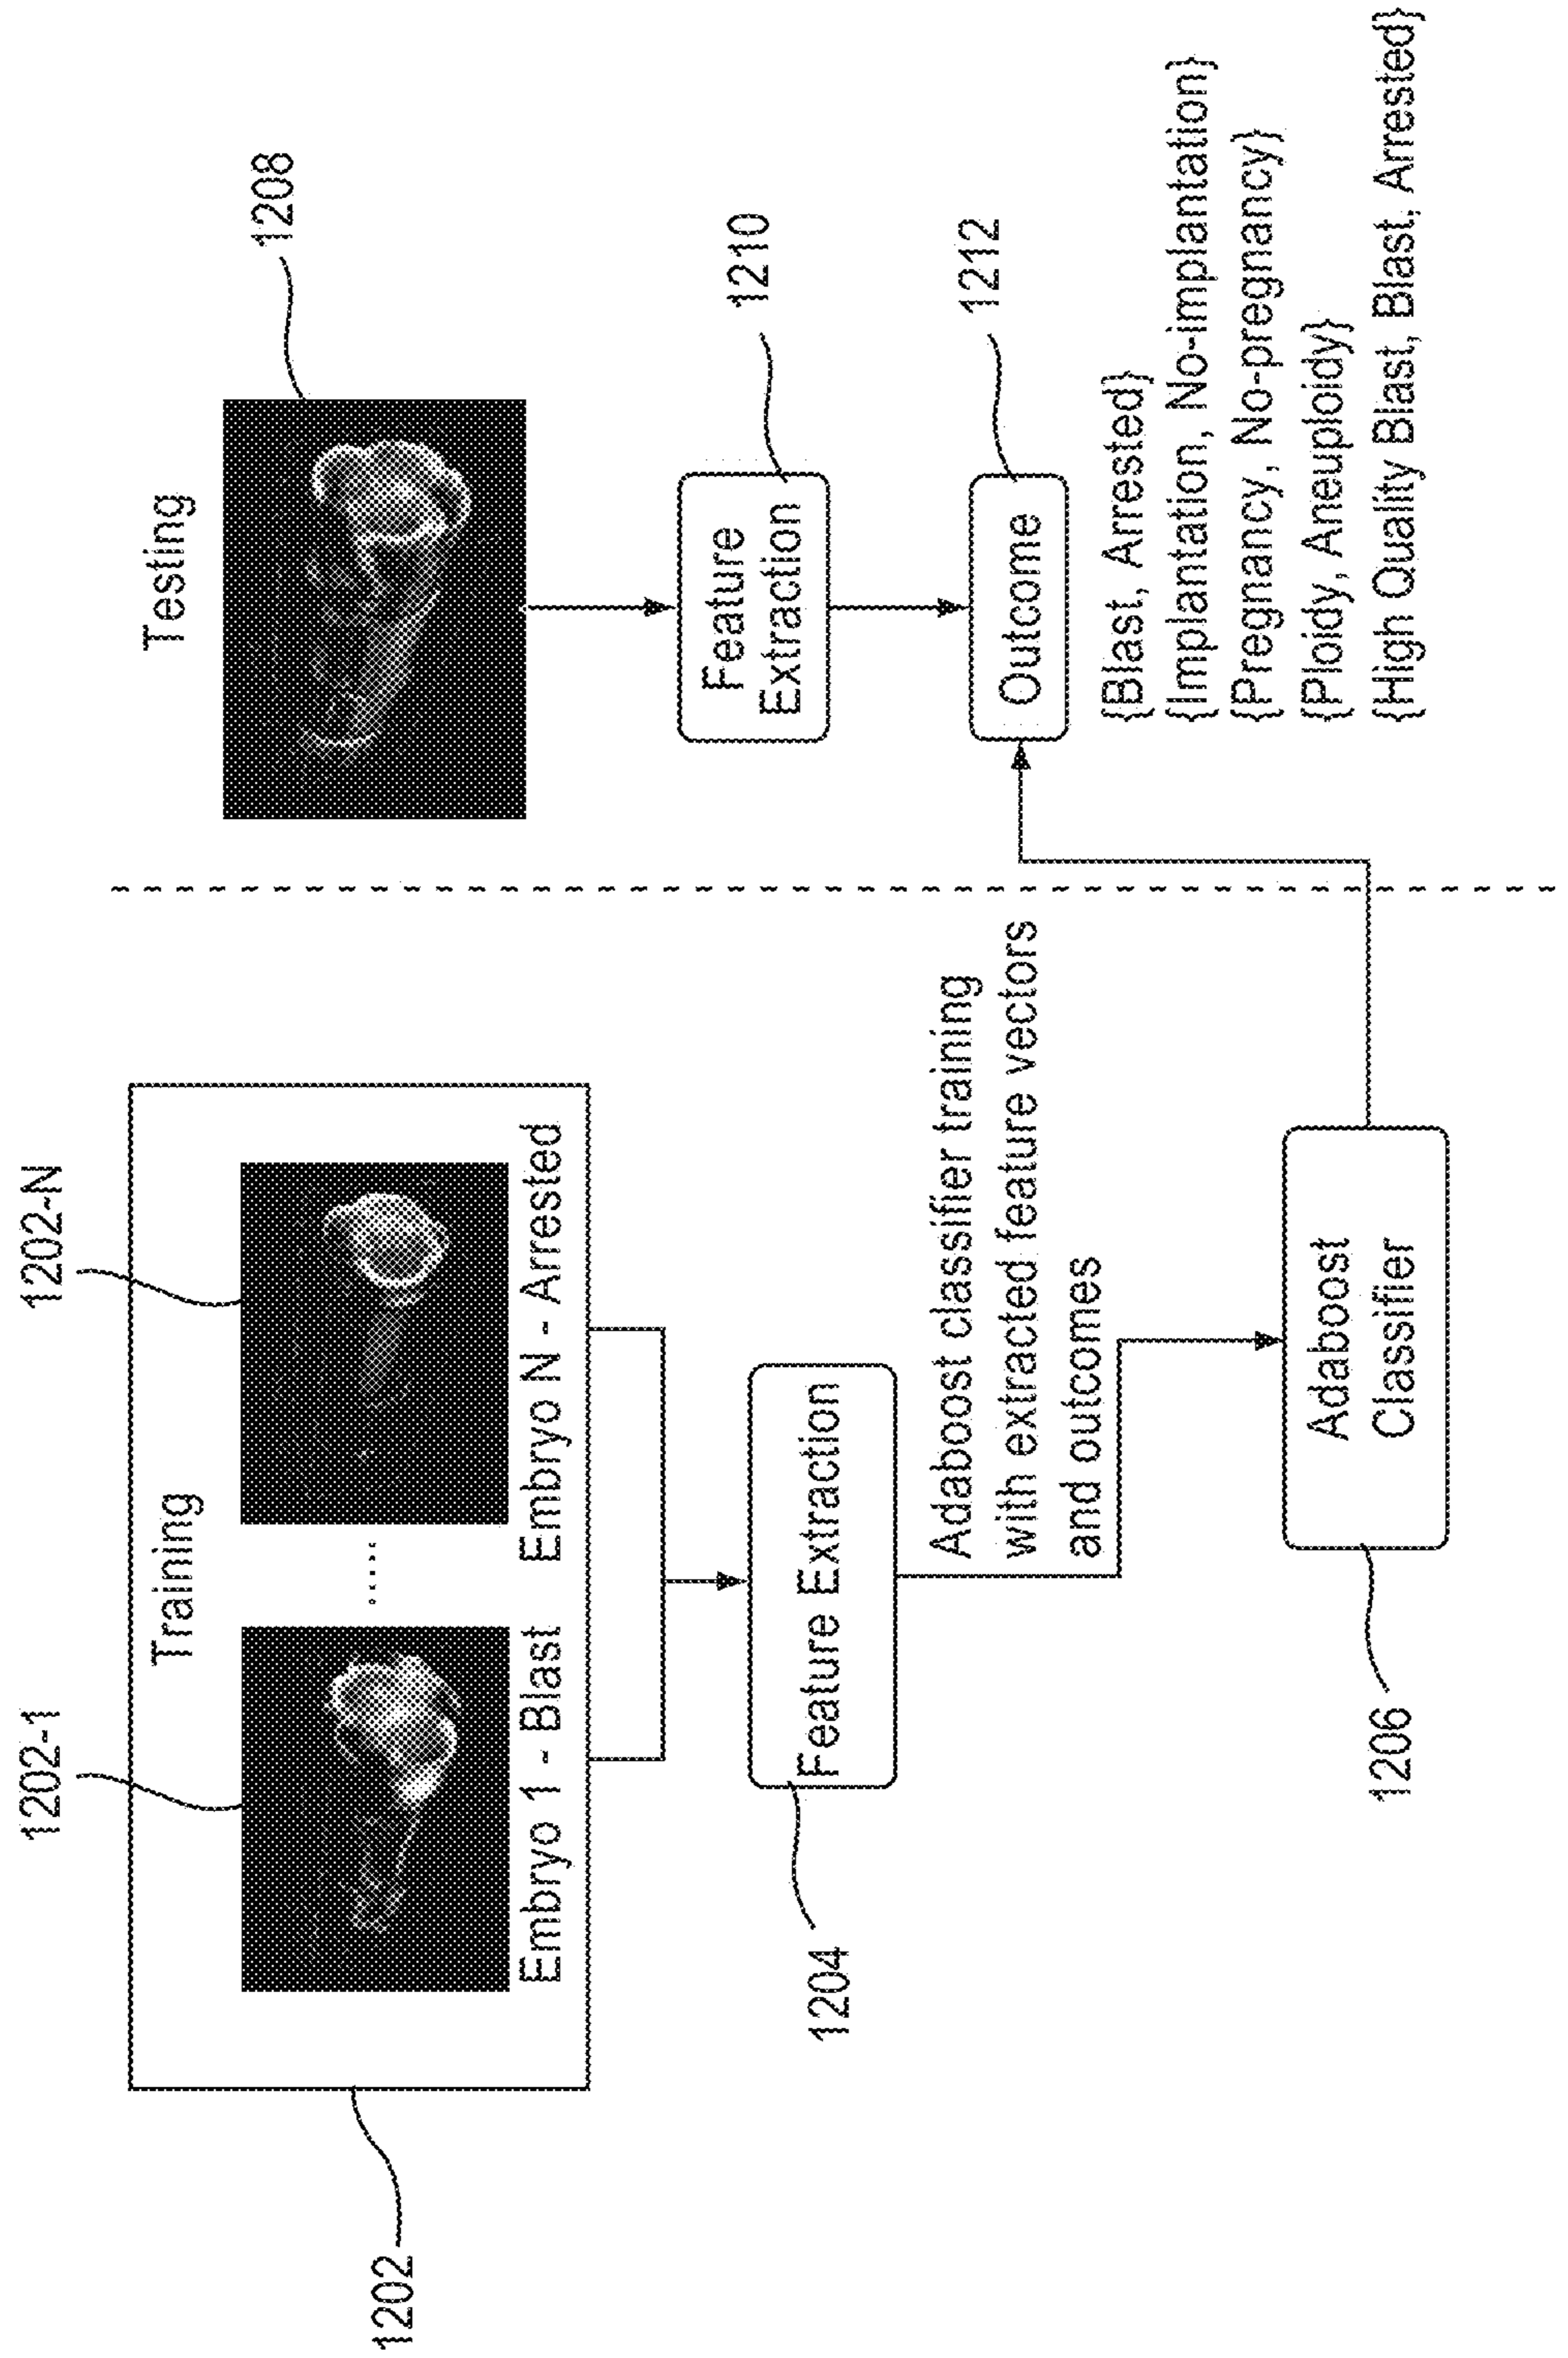 1202-1
1202-N
1202
Training
.....
Embryo 1 - Blast
Embryo N - Arrested
1204
Feature Extraction
Adaboost classifier training
with extracted feature vectors
and outcomes
1206
Adaboost
Classifier
Testing
1208
Feature
Extraction
1210
Outcome
1212
{Blast, Arrested}
{Implantation, No-implantation}
{Pregnancy, No-pregnancy}
{Ploidy, Aneuploidy}
{High Quality Blast, Blast, Arrested}